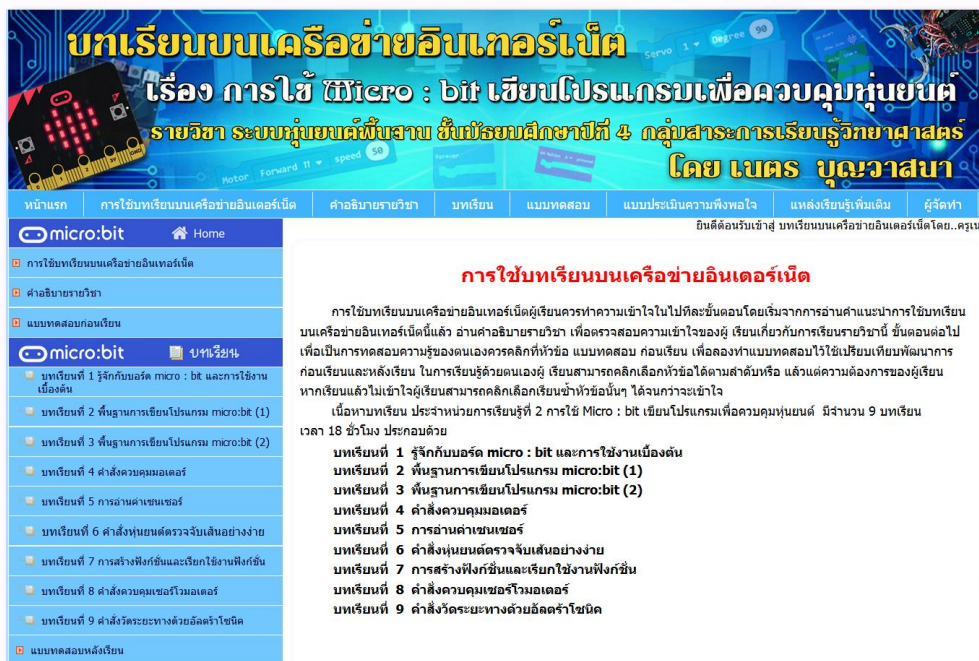 บทเรียนบนเครือข่ายอินเทอร์เน็ต
เรื่อง การใช้ Micro : bit เขียนโปรแกรมเพื่อควบคุมหุ่นยนต์
รายวิชา ระบบหุ่นยนต์พื้นฐาน ชั้นมัธยมศึกษาปีที่ 4 กลุ่มสาระการเรียนรู้วิทยาศาสตร์
โดย เนตร บุญวาสนา
Servo 1 Degree 90
Motor Forward 11 speed 50
หน้าแรก การใช้บทเรียนบนเครือข่ายอินเตอร์เน็ต คำอธิบายรายวิชา บทเรียน แบบทดสอบ แบบประเมินความพึงพอใจ แหล่งเรียนรู้เพิ่มเติม ผู้จัดทำ
ยินดีต้อนรับเข้าสู่ บทเรียนบนเครือข่ายอินเตอร์เน็ตโดย..ครูเน
micro:bit Home
การใช้บทเรียนบนเครือข่ายอินเทอร์เน็ต
คำอธิบายรายวิชา
แบบทดสอบก่อนเรียน
micro:bit บทเรียน
บทเรียนที่ 1 รู้จักกับบอร์ด micro : bit และการใช้งาน
เบื้องต้น
บทเรียนที่ 2 พื้นฐานการเขียนโปรแกรม micro:bit (1)
บทเรียนที่ 3 พื้นฐานการเขียนโปรแกรม micro:bit (2)
บทเรียนที่ 4 คำสั่งควบคุมมอเตอร์
บทเรียนที่ 5 การอ่านค่าเซนเซอร์
บทเรียนที่ 6 คำสั่งหุ่นยนต์ตรวจจับเส้นอย่างง่าย
บทเรียนที่ 7 การสร้างฟังก์ชั่นและเรียกใช้งานฟังก์ชั่น
บทเรียนที่ 8 คำสั่งควบคุมเซอร์โวมอเตอร์
บทเรียนที่ 9 คำสั่งวัดระยะทางด้วยอัลตร้าโซนิค
แบบทดสอบหลังเรียน
การใช้บทเรียนบนเครือข่ายอินเตอร์เน็ต
การใช้บทเรียนบนเครือข่ายอินเทอร์เน็ตผู้เรียนควรทำความเข้าใจในไปทีละขั้นตอนโดยเริ่มจากการอ่านคำแนะนำการใช้บทเรียน
บนเครือข่ายอินเทอร์เน็ตนี้แล้ว อ่านคำอธิบายรายวิชา เพื่อตรวจสอบความเข้าใจของผู้ เรียนเกี่ยวกับการเรียนรายวิชานี้ ขั้นตอนต่อไป
เพื่อเป็นการทดสอบความรู้ของตนเองควรคลิกที่หัวข้อ แบบทดสอบ ก่อนเรียน เพื่อลองทำแบบทดสอบไว้ใช้เปรียบเทียบพัฒนาการ
ก่อนเรียนและหลังเรียน ในการเรียนรู้ด้วยตนเองผู้ เรียนสามารถคลิกเลือกหัวข้อได้ตามลำดับหรือ แล้วแต่ความต้องการของผู้เรียน
หากเรียนแล้วไม่เข้าใจผู้เรียนสามารถคลิกเลือกเรียนซ้ำหัวข้อนั้นๆ ได้จนกว่าจะเข้าใจ
เนื้อหาบทเรียน ประจำหน่วยการเรียนรู้ที่ 2 การใช้ Micro : bit เขียนโปรแกรมเพื่อควบคุมหุ่นยนต์ มีจำนวน 9 บทเรียน
เวลา 18 ชั่วโมง ประกอบด้วย
บทเรียนที่ 1 รู้จักกับบอร์ด micro : bit และการใช้งานเบื้องต้น
บทเรียนที่ 2 พื้นฐานการเขียนโปรแกรม micro:bit (1)
บทเรียนที่ 3 พื้นฐานการเขียนโปรแกรม micro:bit (2)
บทเรียนที่ 4 คำสั่งควบคุมมอเตอร์
บทเรียนที่ 5 การอ่านค่าเซนเซอร์
บทเรียนที่ 6 คำสั่งหุ่นยนต์ตรวจจับเส้นอย่างง่าย
บทเรียนที่ 7 การสร้างฟังก์ชั่นและเรียกใช้งานฟังก์ชั่น
บทเรียนที่ 8 คำสั่งควบคุมเซอร์โวมอเตอร์
บทเรียนที่ 9 คำสั่งวัดระยะทางด้วยอัลตร้าโซนิค